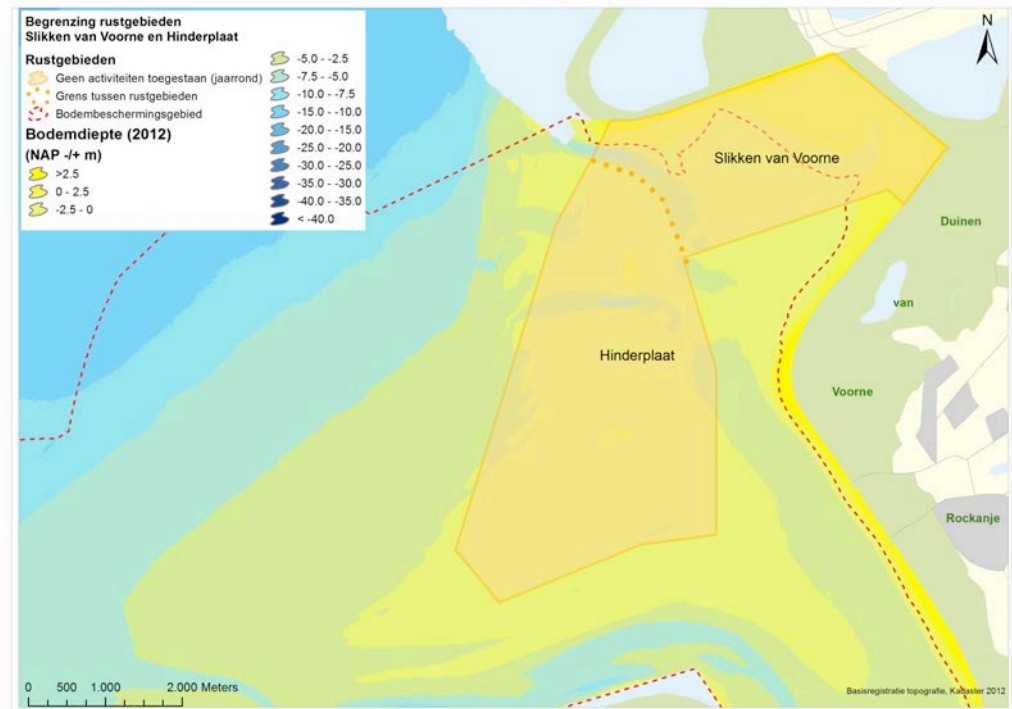 Begrenzing rustgebieden
Slikken van Voorne en Hinderplaat
Rustgebieden
Geen activiteiten toegestaan (jaarrond)
Grens tussen rustgebieden
Bodembeschermingsgebied
Bodemdiepte (2012)
(NAP -/+ m)
>2.5
0 - 2.5
-2.5 - 0
-5.0 - -2.5
-7.5 - -5.0
-10.0 - -7.5
-15.0 - -10.0
-20.0 - -15.0
-25.0 - -20.0
-30.0 - -25.0
-35.0 - -30.0
-40.0 - -35.0
< -40.0
N
Slikken van Voorne
Duinen
van
Hinderplaat
Voorne
Rockanje
0 500 1.000 2.000 Meters
Basisregistratie topografie, Kadaster 2012